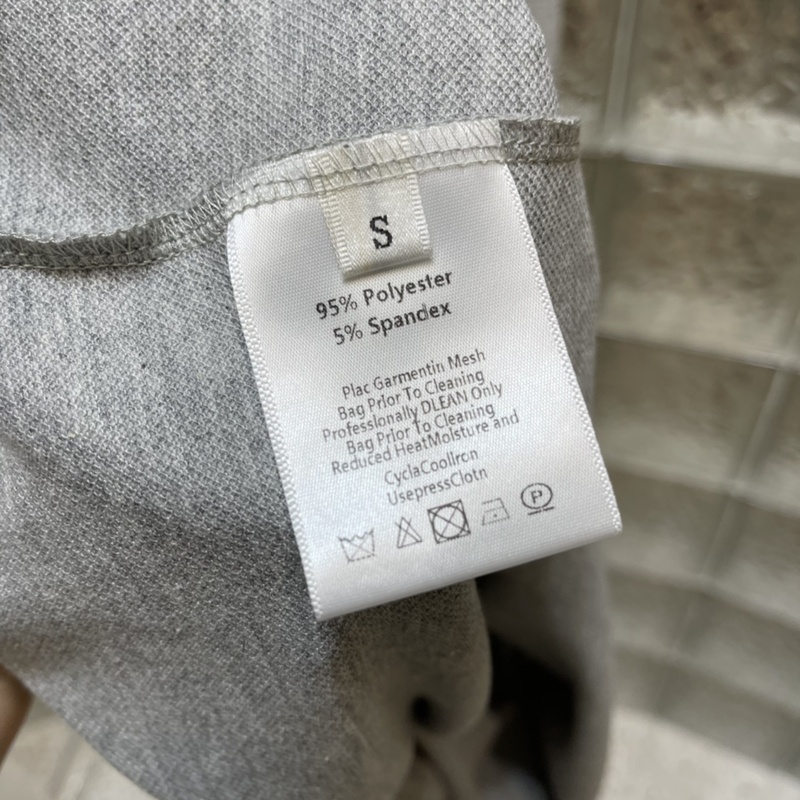 S
95% Polyester
5% Spandex
Plac Garmentin Mesh
Bag Prior To Cleaning
Professionally DLEAN Only
Bag Prior To Cleaning
Reduced HeatMoisture and
CyclaCoolIron
UsepressClotn
P